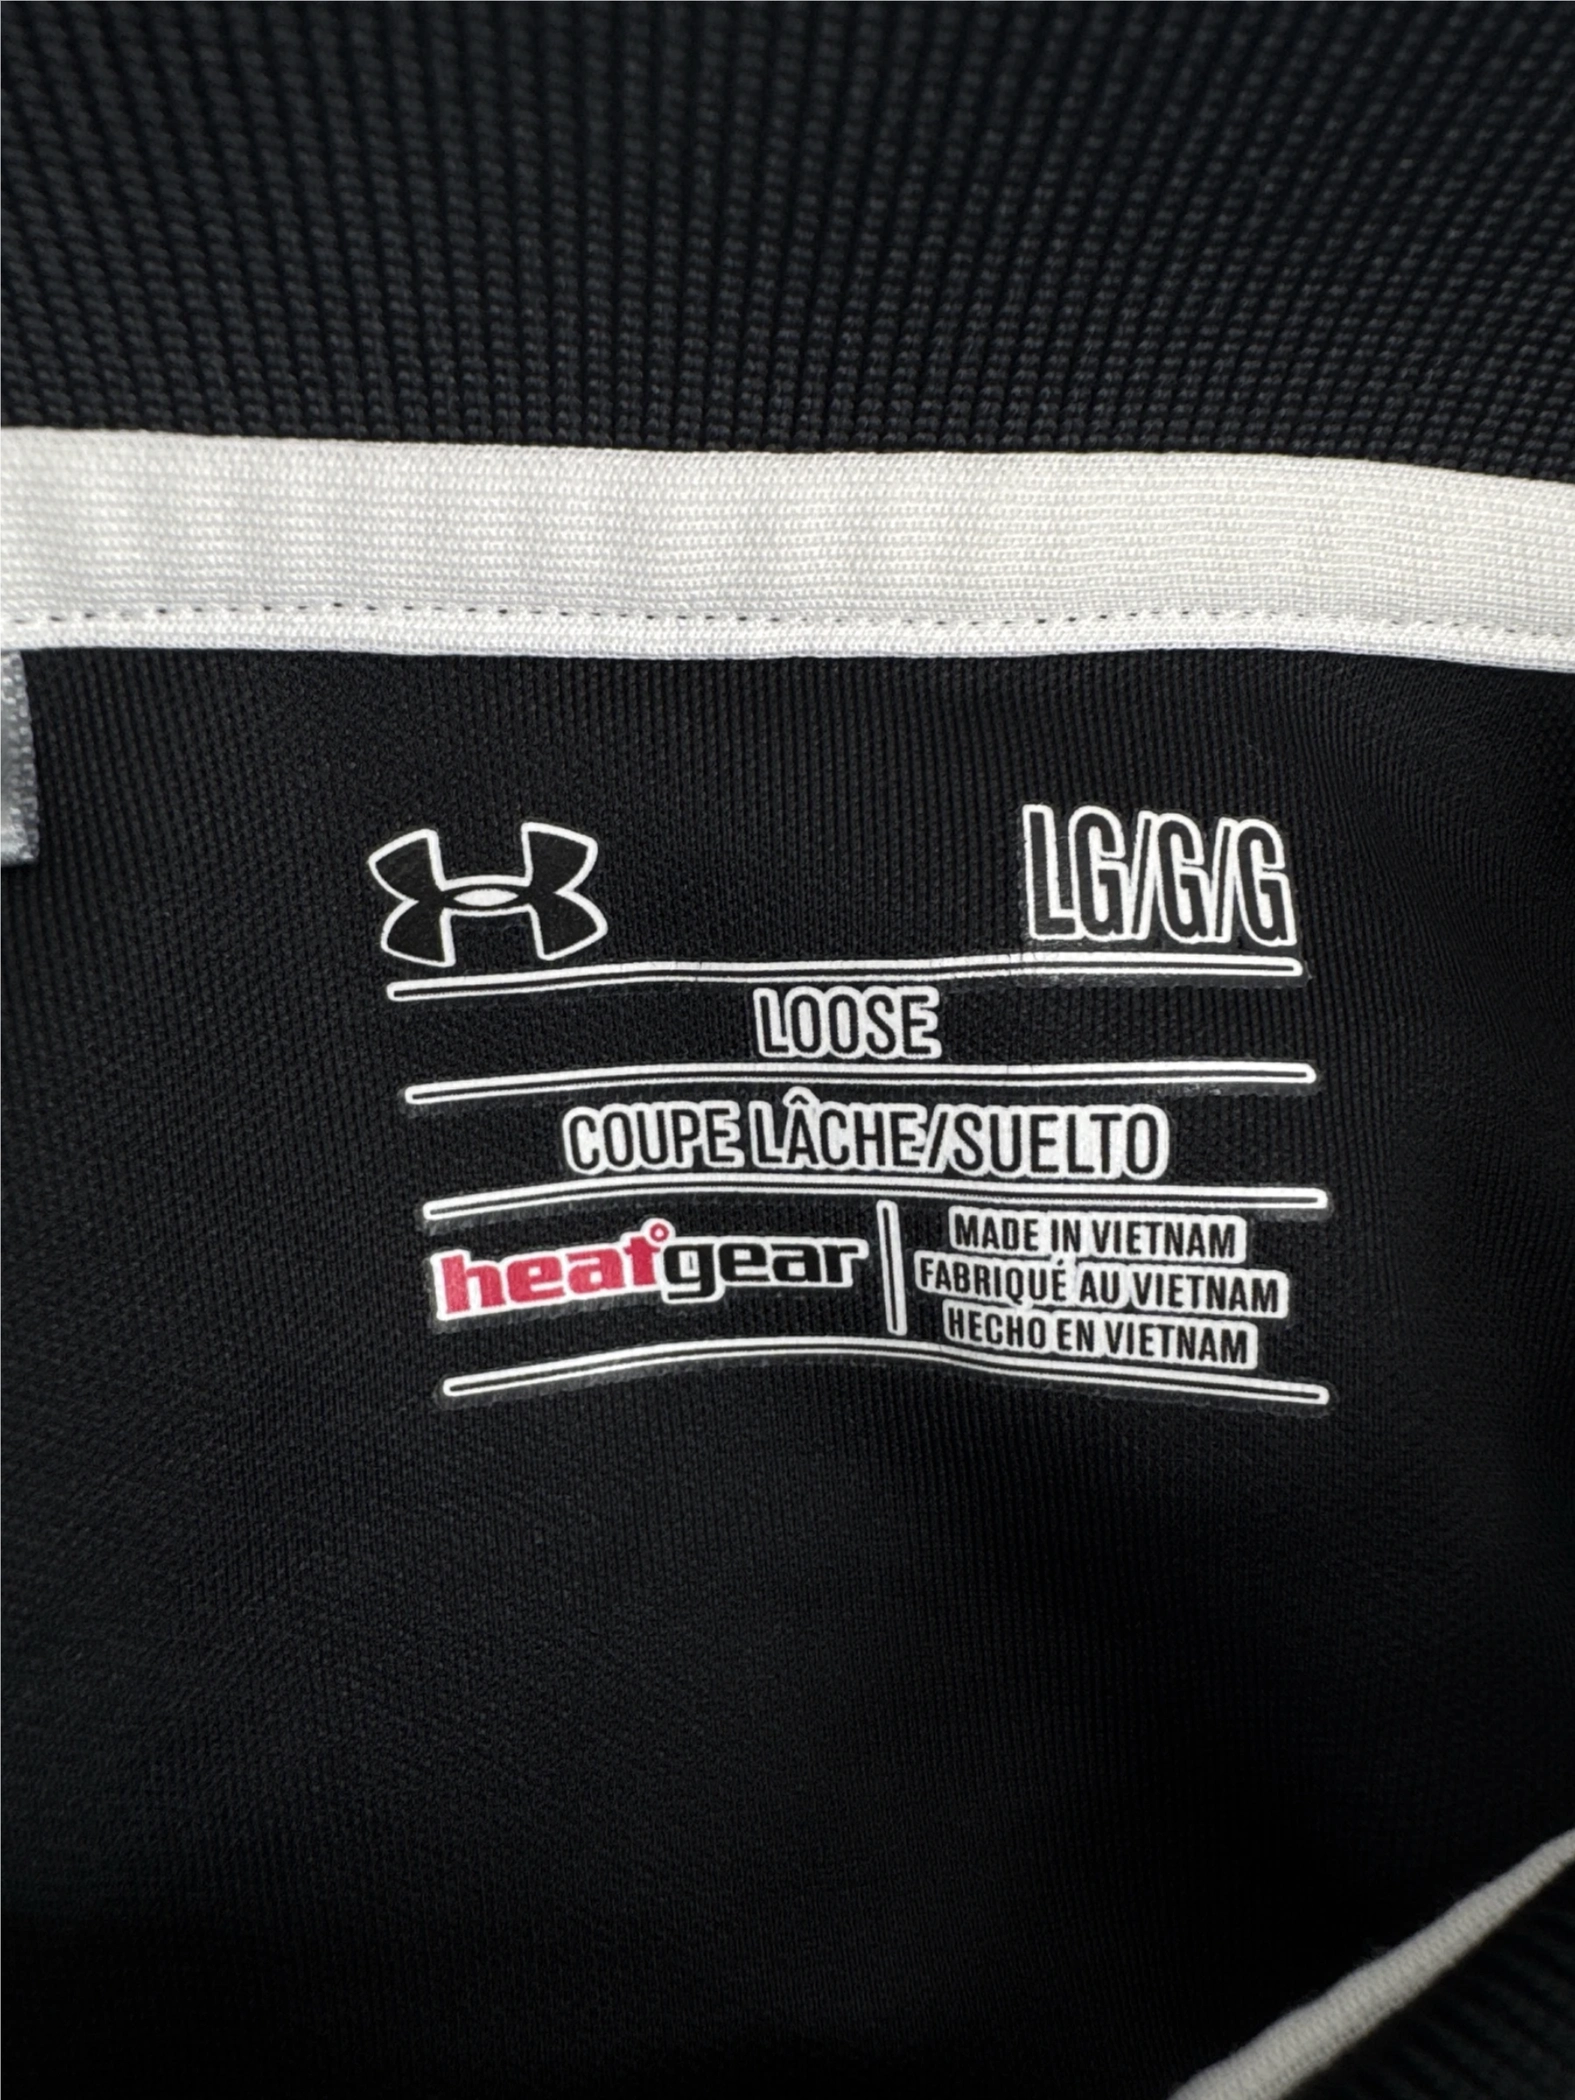 LG/G/G
LOOSE
COUPE LÂCHE/SUELTO
heatgear
MADE IN VIETNAM
FABRIQUÉ AU VIETNAM
HECHO EN VIETNAM